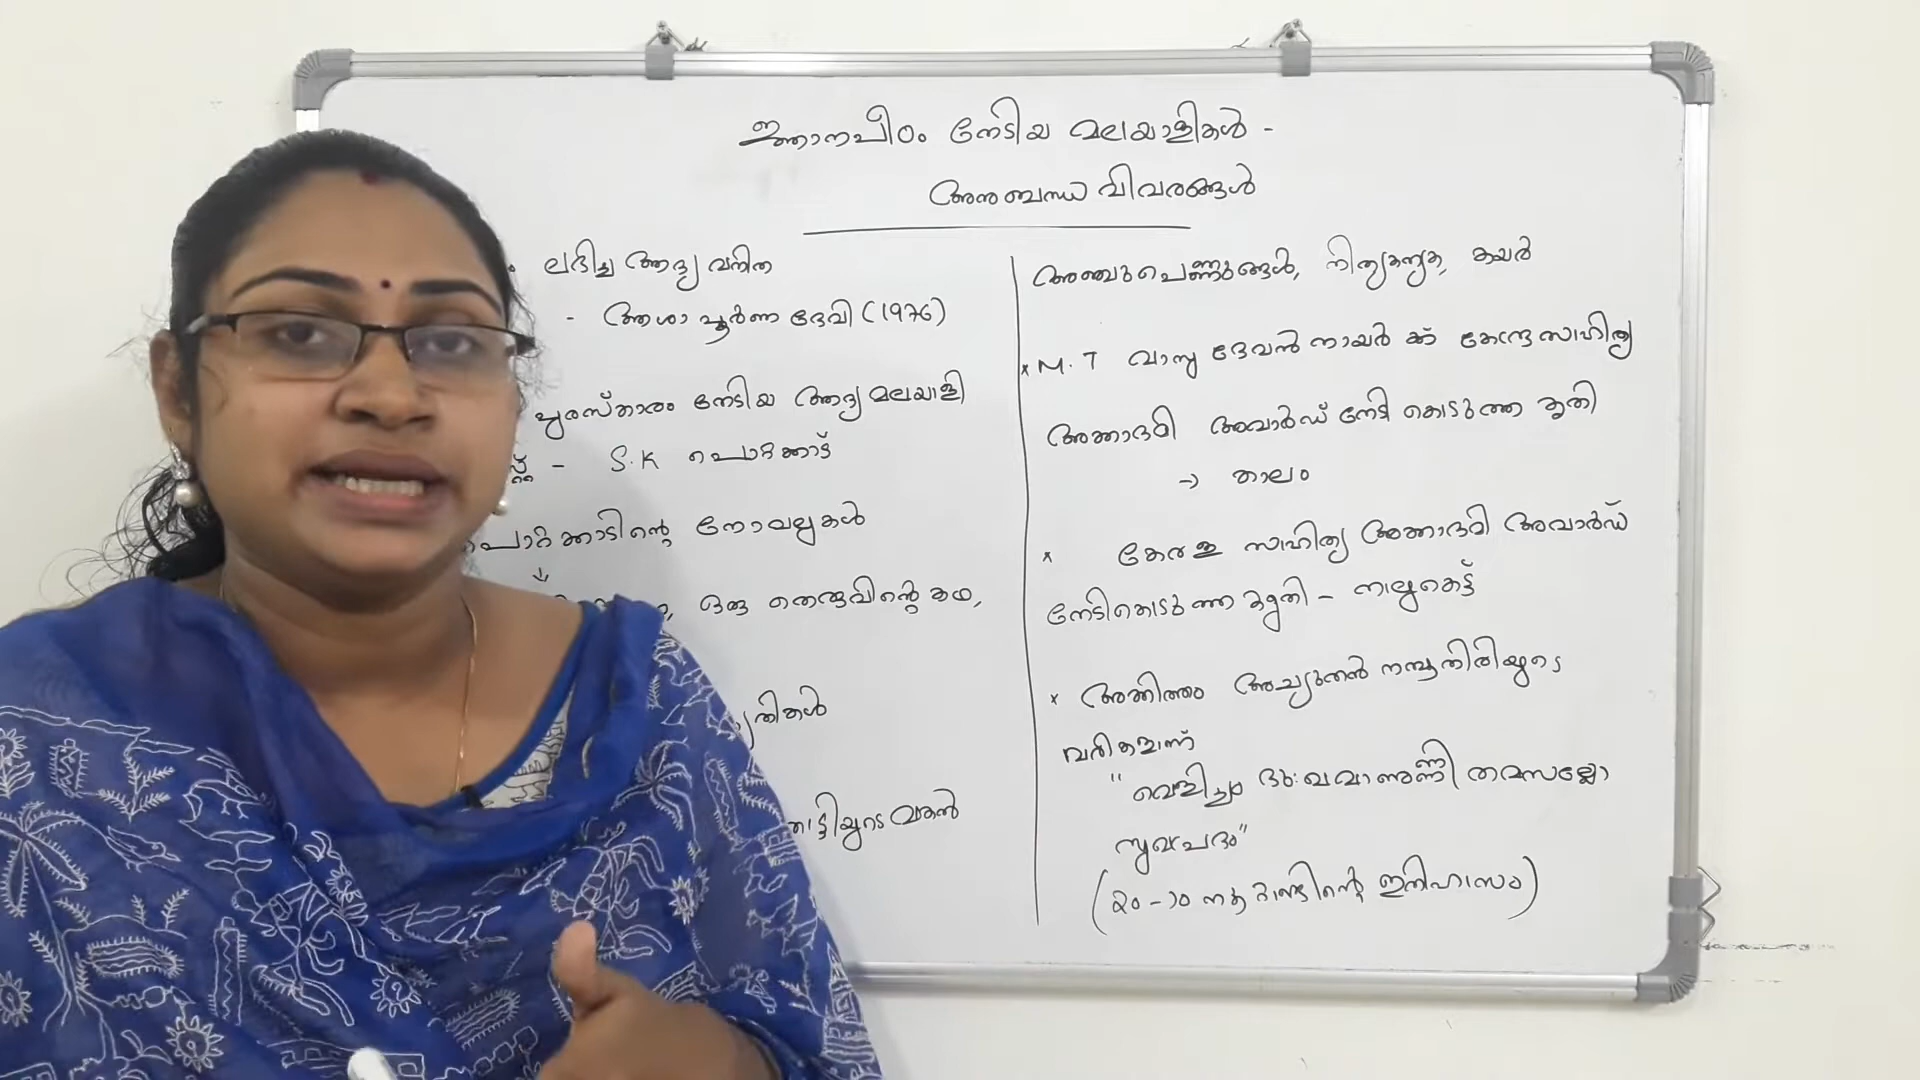 ജ്ഞാനപീഠം നേടിയ മലയാളികൾ -
അനുബന്ധ വിവരങ്ങൾ
ലഭിച്ച ആദ്യ വനിത
- ആശാ പൂർണ ദേവി (1976)
പുരസ്കാരം നേടിയ ആദ്യ മലയാളി
- S.K പൊറ്റക്കാട്
നോവലുകൾ
ഒരു തെരുവിന്റെ കഥ,
അഞ്ചുപെണ്ണുങ്ങൾ, നിത്യകന്യക, കയർ
x M.T വാസുദേവൻ നായർ ക്ക് കേന്ദ്ര സാഹിത്യ
അക്കാദമി അവാർഡ് നേടി കൊടുത്ത കൃതി
→ കാലം
x കേരള സാഹിത്യ അക്കാദമി അവാർഡ്
നേടികൊടുത്ത കൃതി - നാലുകെട്ട്
x അക്കിത്തം അച്യുതൻ നമ്പൂതിരിയുടെ
വരികളാണ്
"വെളിച്ചം ദുഃഖമാണുണ്ണി തമസല്ലോ
സുഖപ്രദം"
(20-ാം നൂറ്റാണ്ടിന്റെ ഇതിഹാസം)